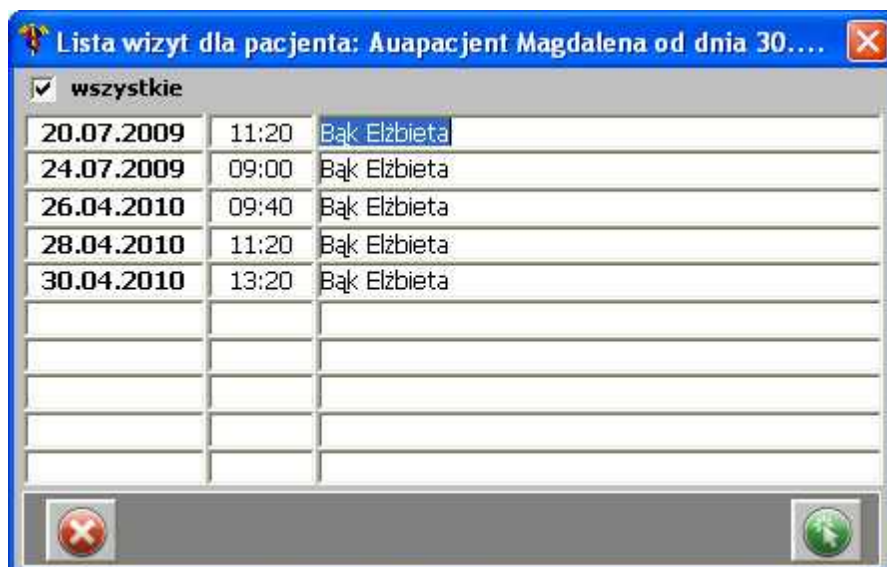 Lista wizyt dla pacjenta: Auapacjent Magdalena od dnia 30....
wszystkie
20.07.2009 11:20 Bąk Elżbieta
24.07.2009 09:00 Bąk Elżbieta
26.04.2010 09:40 Bąk Elżbieta
28.04.2010 11:20 Bąk Elżbieta
30.04.2010 13:20 Bąk Elżbieta